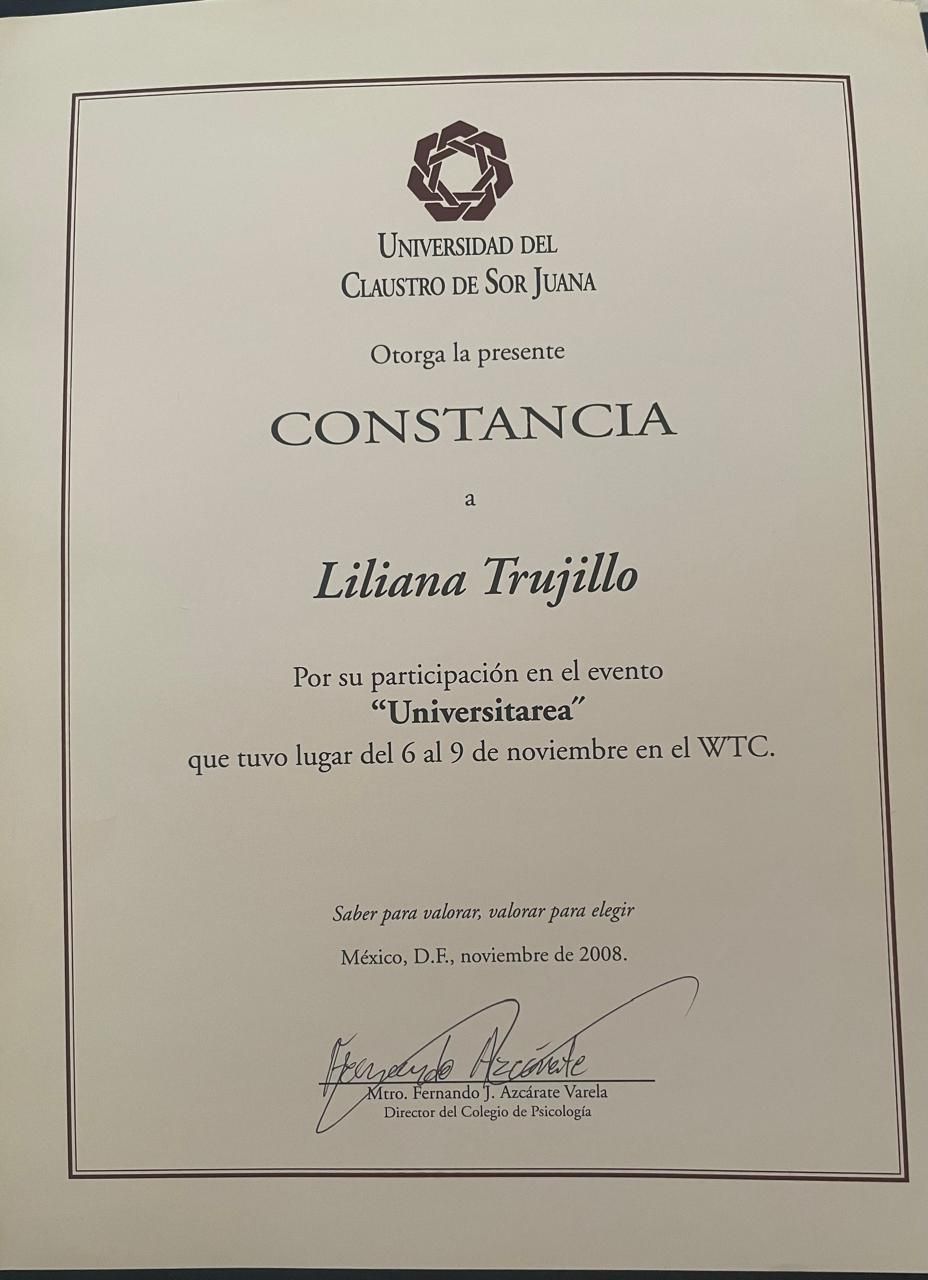 UNIVERSIDAD DEL
CLAUSTRO DE SOR JUANA
Otorga la presente
CONSTANCIA
a
Liliana Trujillo
Por su participación en el evento
“Universitarea”
que tuvo lugar del 6 al 9 de noviembre en el WTC.
Saber para valorar, valorar para elegir
México, D.F., noviembre de 2008.
Fernando Azcárate
Mtro. Fernando J. Azcárate Varela
Director del Colegio de Psicología